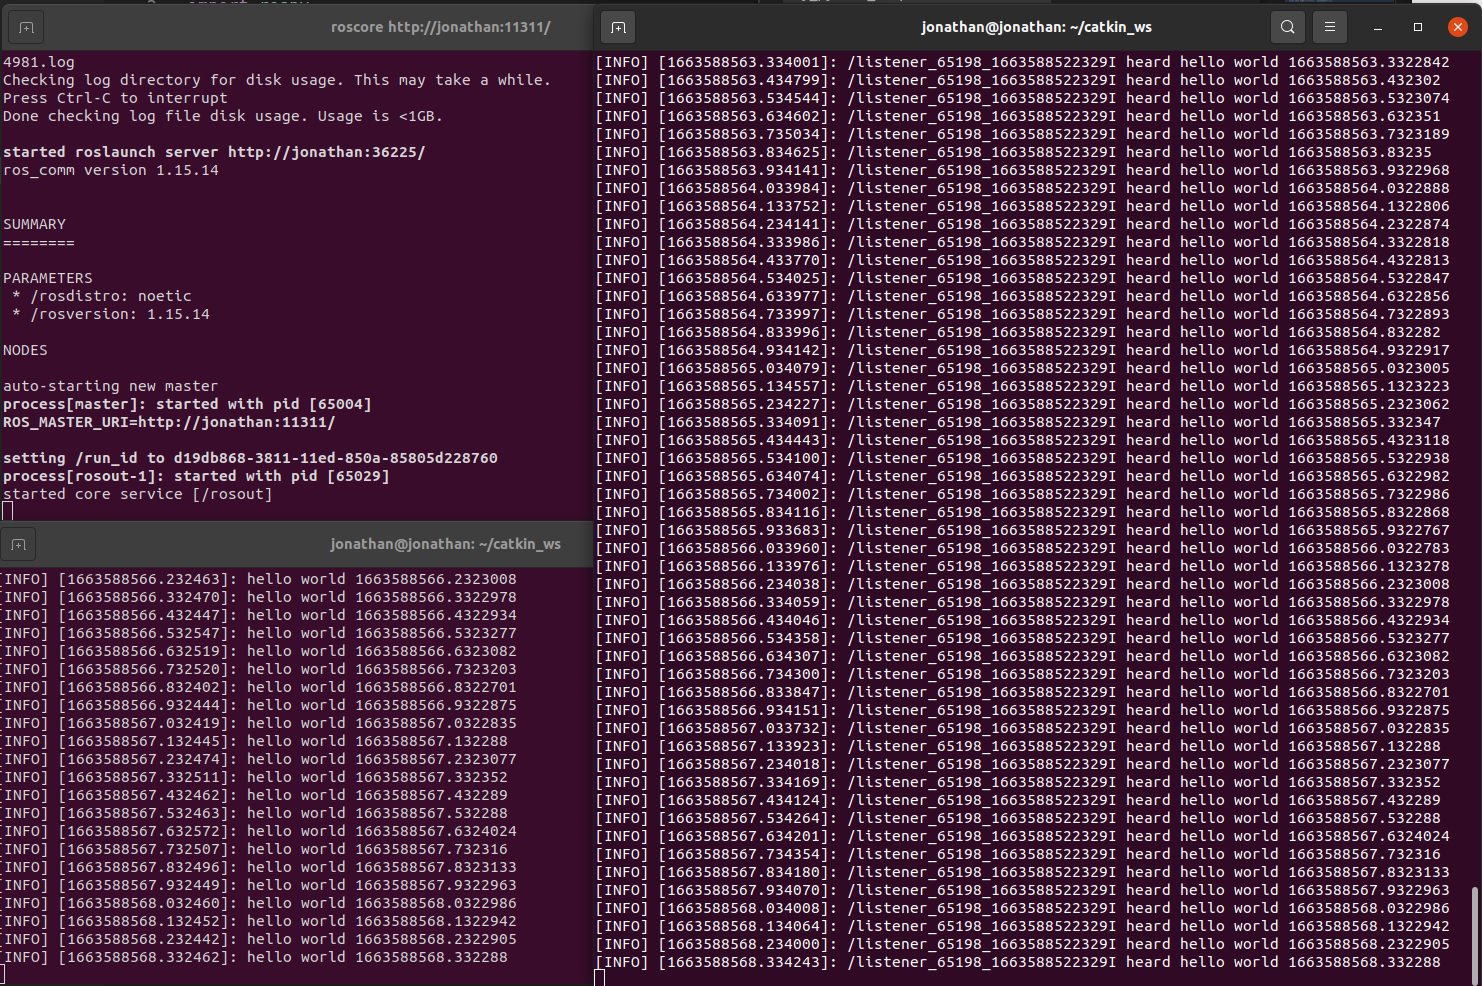 import rospy
roscore http://jonathan:11311/
4981.log
Checking log directory for disk usage. This may take a while.
Press Ctrl-C to interrupt
Done checking log file disk usage. Usage is <1GB.
started roslaunch server http://jonathan:36225/
ros_comm version 1.15.14
SUMMARY
========
PARAMETERS
* /rosdistro: noetic
* /rosversion: 1.15.14
NODES
auto-starting new master
process[master]: started with pid [65004]
ROS_MASTER_URI=http://jonathan:11311/
setting /run_id to d19db868-3811-11ed-850a-85805d228760
process[rosout-1]: started with pid [65029]
started core service [/rosout]
jonathan@jonathan: ~/catkin_ws
[INFO] [1663588566.232463]: hello world 1663588566.2323008
[INFO] [1663588566.332470]: hello world 1663588566.3322978
[INFO] [1663588566.432447]: hello world 1663588566.4322934
[INFO] [1663588566.532547]: hello world 1663588566.5323277
[INFO] [1663588566.632519]: hello world 1663588566.6323082
[INFO] [1663588566.732520]: hello world 1663588566.7323203
[INFO] [1663588566.832402]: hello world 1663588566.8322701
[INFO] [1663588566.932444]: hello world 1663588566.9322875
[INFO] [1663588567.032419]: hello world 1663588567.0322835
[INFO] [1663588567.132445]: hello world 1663588567.132288
[INFO] [1663588567.232474]: hello world 1663588567.2323077
[INFO] [1663588567.332511]: hello world 1663588567.332352
[INFO] [1663588567.432462]: hello world 1663588567.432289
[INFO] [1663588567.532463]: hello world 1663588567.532288
[INFO] [1663588567.632572]: hello world 1663588567.6324024
[INFO] [1663588567.732507]: hello world 1663588567.732316
[INFO] [1663588567.832496]: hello world 1663588567.8323133
[INFO] [1663588567.932449]: hello world 1663588567.9322963
[INFO] [1663588568.032460]: hello world 1663588568.0322986
[INFO] [1663588568.132452]: hello world 1663588568.1322942
[INFO] [1663588568.232442]: hello world 1663588568.2322905
[INFO] [1663588568.332462]: hello world 1663588568.332288
jonathan@jonathan: ~/catkin_ws
[INFO] [1663588563.334001]: /listener_65198_1663588522329I heard hello world 1663588563.3322842
[INFO] [1663588563.434799]: /listener_65198_1663588522329I heard hello world 1663588563.432302
[INFO] [1663588563.534544]: /listener_65198_1663588522329I heard hello world 1663588563.5323074
[INFO] [1663588563.634602]: /listener_65198_1663588522329I heard hello world 1663588563.632351
[INFO] [1663588563.735034]: /listener_65198_1663588522329I heard hello world 1663588563.7323189
[INFO] [1663588563.834625]: /listener_65198_1663588522329I heard hello world 1663588563.83235
[INFO] [1663588563.934141]: /listener_65198_1663588522329I heard hello world 1663588563.9322968
[INFO] [1663588564.033984]: /listener_65198_1663588522329I heard hello world 1663588564.0322888
[INFO] [1663588564.133752]: /listener_65198_1663588522329I heard hello world 1663588564.1322806
[INFO] [1663588564.234141]: /listener_65198_1663588522329I heard hello world 1663588564.2322874
[INFO] [1663588564.333986]: /listener_65198_1663588522329I heard hello world 1663588564.3322818
[INFO] [1663588564.433770]: /listener_65198_1663588522329I heard hello world 1663588564.4322813
[INFO] [1663588564.534025]: /listener_65198_1663588522329I heard hello world 1663588564.5322847
[INFO] [1663588564.633977]: /listener_65198_1663588522329I heard hello world 1663588564.6322856
[INFO] [1663588564.733997]: /listener_65198_1663588522329I heard hello world 1663588564.7322893
[INFO] [1663588564.833996]: /listener_65198_1663588522329I heard hello world 1663588564.832282
[INFO] [1663588564.934142]: /listener_65198_1663588522329I heard hello world 1663588564.9322917
[INFO] [1663588565.034079]: /listener_65198_1663588522329I heard hello world 1663588565.0323005
[INFO] [1663588565.134557]: /listener_65198_1663588522329I heard hello world 1663588565.1323223
[INFO] [1663588565.234227]: /listener_65198_1663588522329I heard hello world 1663588565.2323062
[INFO] [1663588565.334091]: /listener_65198_1663588522329I heard hello world 1663588565.332347
[INFO] [1663588565.434443]: /listener_65198_1663588522329I heard hello world 1663588565.4323118
[INFO] [1663588565.534100]: /listener_65198_1663588522329I heard hello world 1663588565.5322938
[INFO] [1663588565.634074]: /listener_65198_1663588522329I heard hello world 1663588565.6322982
[INFO] [1663588565.734002]: /listener_65198_1663588522329I heard hello world 1663588565.7322986
[INFO] [1663588565.834116]: /listener_65198_1663588522329I heard hello world 1663588565.8322868
[INFO] [1663588565.933683]: /listener_65198_1663588522329I heard hello world 1663588565.9322767
[INFO] [1663588566.033960]: /listener_65198_1663588522329I heard hello world 1663588566.0322783
[INFO] [1663588566.133976]: /listener_65198_1663588522329I heard hello world 1663588566.1323278
[INFO] [1663588566.234038]: /listener_65198_1663588522329I heard hello world 1663588566.2323008
[INFO] [1663588566.334059]: /listener_65198_1663588522329I heard hello world 1663588566.3322978
[INFO] [1663588566.434046]: /listener_65198_1663588522329I heard hello world 1663588566.4322934
[INFO] [1663588566.534358]: /listener_65198_1663588522329I heard hello world 1663588566.5323277
[INFO] [1663588566.634307]: /listener_65198_1663588522329I heard hello world 1663588566.6323082
[INFO] [1663588566.734300]: /listener_65198_1663588522329I heard hello world 1663588566.7323203
[INFO] [1663588566.833847]: /listener_65198_1663588522329I heard hello world 1663588566.8322701
[INFO] [1663588566.934151]: /listener_65198_1663588522329I heard hello world 1663588566.9322875
[INFO] [1663588567.033732]: /listener_65198_1663588522329I heard hello world 1663588567.0322835
[INFO] [1663588567.133923]: /listener_65198_1663588522329I heard hello world 1663588567.132288
[INFO] [1663588567.234018]: /listener_65198_1663588522329I heard hello world 1663588567.2323077
[INFO] [1663588567.334169]: /listener_65198_1663588522329I heard hello world 1663588567.332352
[INFO] [1663588567.434124]: /listener_65198_1663588522329I heard hello world 1663588567.432289
[INFO] [1663588567.534264]: /listener_65198_1663588522329I heard hello world 1663588567.532288
[INFO] [1663588567.634201]: /listener_65198_1663588522329I heard hello world 1663588567.6324024
[INFO] [1663588567.734354]: /listener_65198_1663588522329I heard hello world 1663588567.732316
[INFO] [1663588567.834180]: /listener_65198_1663588522329I heard hello world 1663588567.8323133
[INFO] [1663588567.934070]: /listener_65198_1663588522329I heard hello world 1663588567.9322963
[INFO] [1663588568.034008]: /listener_65198_1663588522329I heard hello world 1663588568.0322986
[INFO] [1663588568.134064]: /listener_65198_1663588522329I heard hello world 1663588568.1322942
[INFO] [1663588568.234000]: /listener_65198_1663588522329I heard hello world 1663588568.2322905
[INFO] [1663588568.334243]: /listener_65198_1663588522329I heard hello world 1663588568.332288